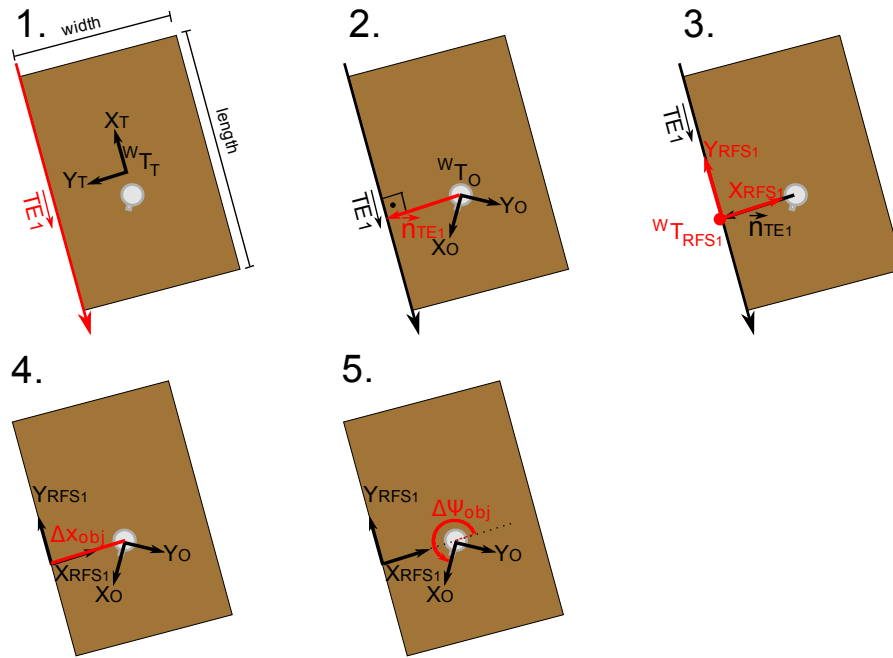 1.
width
length
XT
WTT
YT
TE1
2.
WTO
TE1
nTE1
YO
XO
3.
TE1
YRFS1
XRFS1
WTRFS1
nTE1
4.
YRFS1
Δxobj
XRFS1
YO
XO
5.
YRFS1
ΔΨobj
XRFS1
YO
XO